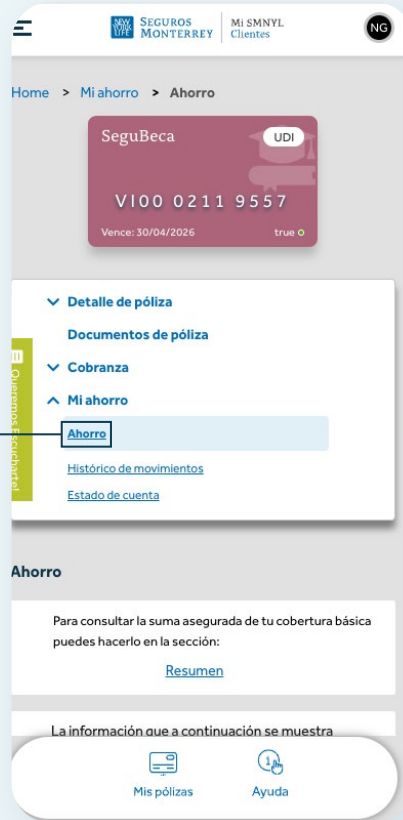 NEW YORK LIFE
SEGUROS MONTERREY
Mi SMNYL Clientes
NG
Home > Mi ahorro > Ahorro
SeguBeca
UDI
VI00 0211 9557
Vence: 30/04/2026
true
Detalle de póliza
Documentos de póliza
Cobranza
Mi ahorro
Ahorro
Histórico de movimientos
Estado de cuenta
Queremos Escucharte!
Ahorro
Para consultar la suma asegurada de tu cobertura básica
puedes hacerlo en la sección:
Resumen
La información que a continuación se muestra
Mis pólizas
Ayuda